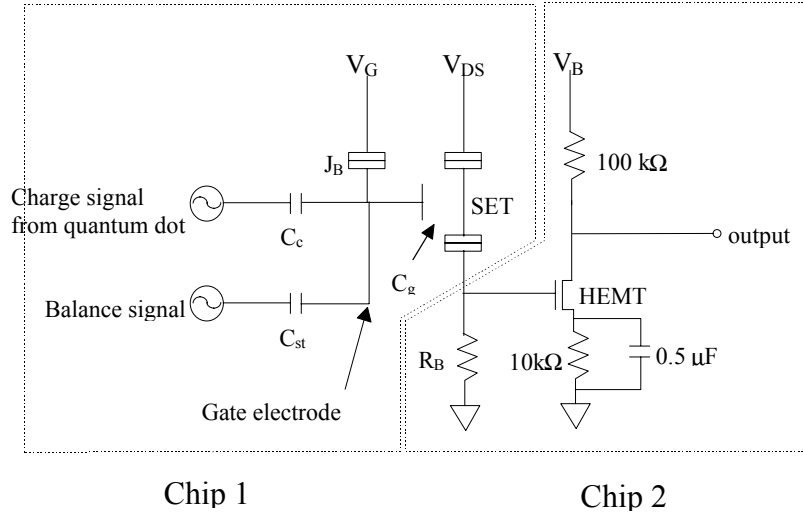 V_G
V_DS
V_B
J_B
100 kΩ
Charge signal
from quantum dot
SET
C_c
output
C_g
Balance signal
HEMT
C_st
R_B
10kΩ
0.5 μF
Gate electrode
Chip 1
Chip 2